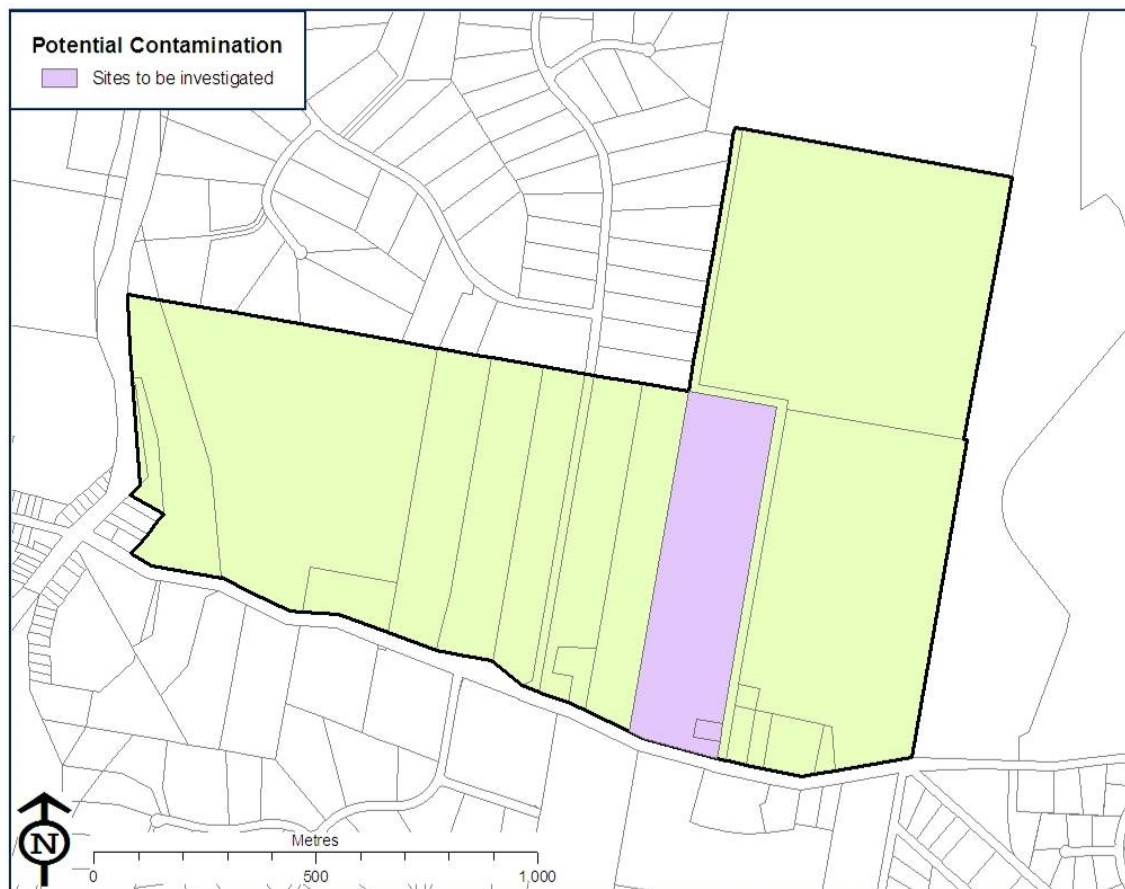 Potential Contamination
Sites to be investigated
N
Metres
0 500 1,000